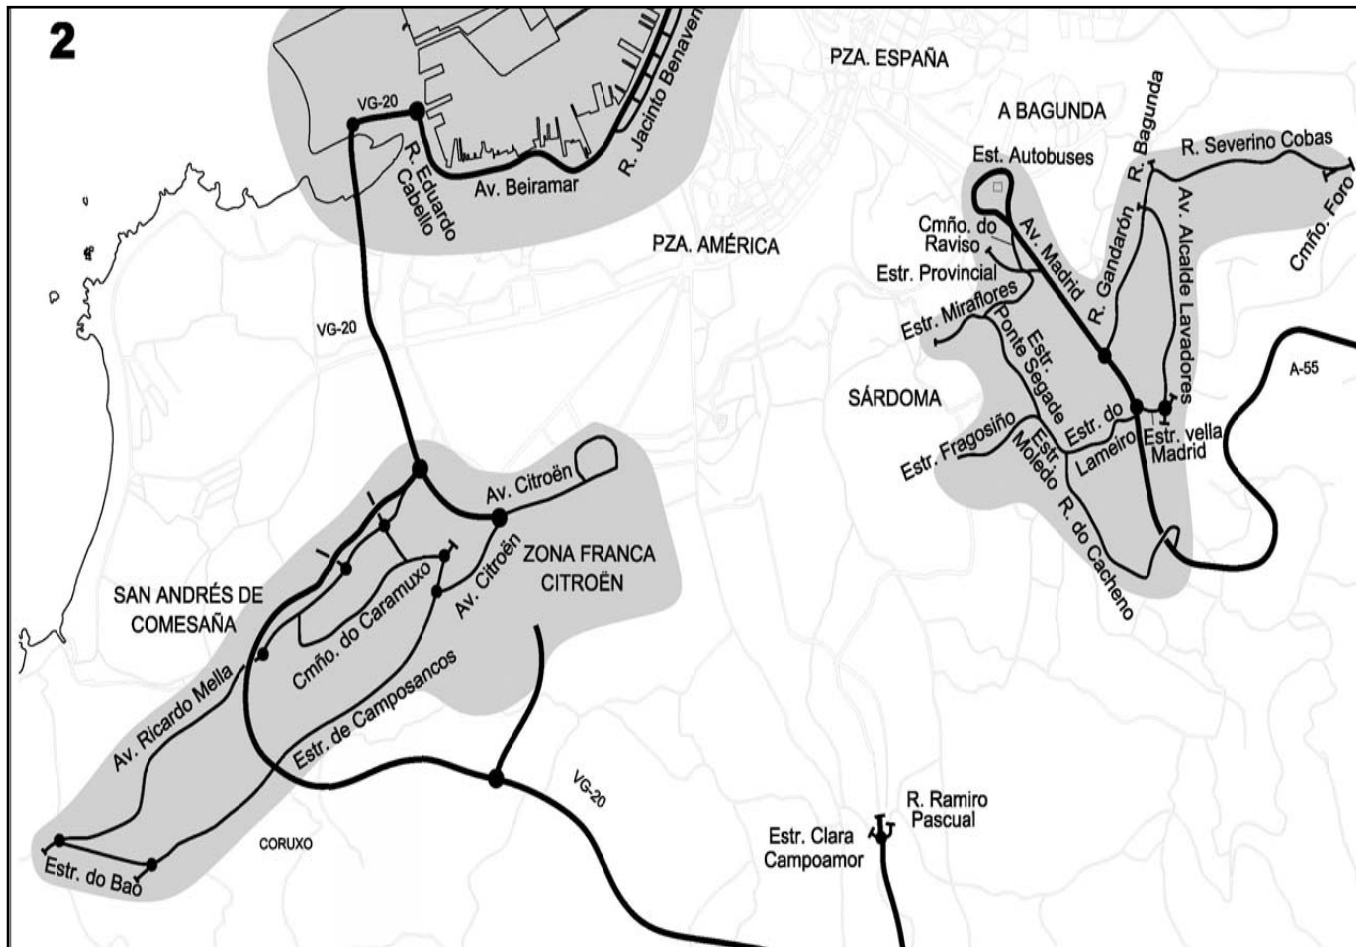 2
PZA. ESPAÑA
VG-20
R. Jacinto Benaven
A BAGUNDA
R. Bagunda
R. Severino Cobas
Est. Autobuses
R. Eduardo
Cabello
Av. Beiramar
Cmño. do
Raviso
Av. Madrid
Av. Alcalde Lavadores
Cmño. Foro
PZA. AMÉRICA
Estr. Provincial
R. Gandarón
Estr. Miraflores
VG-20
Estr.
Ponte Segade
A-55
SÁRDOMA
Estr. Fragosiño
Estr.
Moledo
Estr. do
Lameiro
Estr. vella
Madrid
Av. Citroën
R. do Cacheno
ZONA FRANCA
CITROËN
Av. Citroën
SAN ANDRÉS DE
COMESAÑA
Cmño. do Caramuxo
Av. Ricardo Mella
Estr. de Camposancos
VG-20
R. Ramiro
Pascual
Estr. Clara
Campoamor
CORUXO
Estr. do Bao